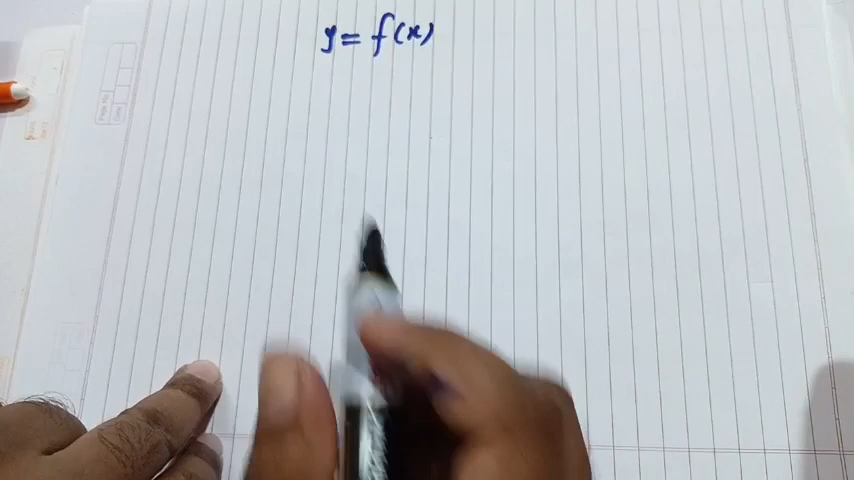 y = f(x)